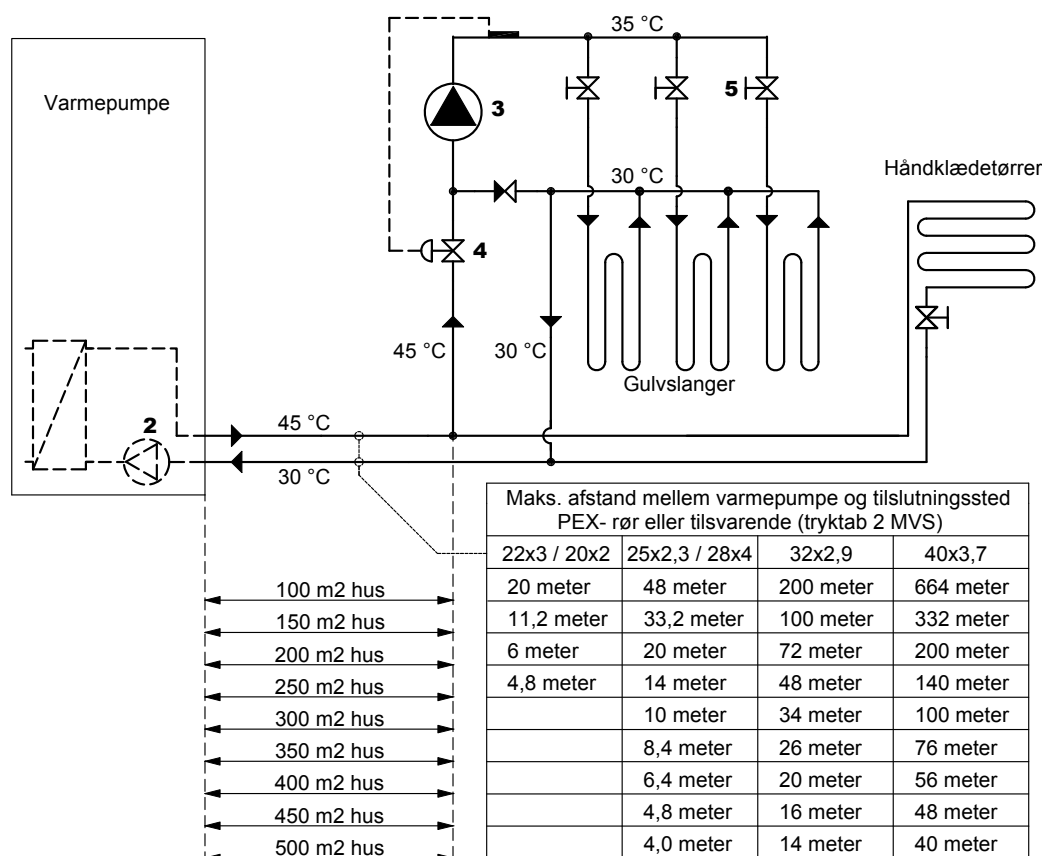 35 °C
Varmepumpe
3
5
Håndklædetørrer
30 °C
4
45 °C
30 °C
Gulvslanger
2
45 °C
30 °C
Maks. afstand mellem varmepumpe og tilslutningssted
PEX- rør eller tilsvarende (tryktab 2 MVS)
22x3 / 20x2 25x2,3 / 28x4 32x2,9 40x3,7
100 m2 hus 20 meter 48 meter 200 meter 664 meter
150 m2 hus 11,2 meter 33,2 meter 100 meter 332 meter
200 m2 hus 6 meter 20 meter 72 meter 200 meter
250 m2 hus 4,8 meter 14 meter 48 meter 140 meter
300 m2 hus 10 meter 34 meter 100 meter
350 m2 hus 8,4 meter 26 meter 76 meter
400 m2 hus 6,4 meter 20 meter 56 meter
450 m2 hus 4,8 meter 16 meter 48 meter
500 m2 hus 4,0 meter 14 meter 40 meter